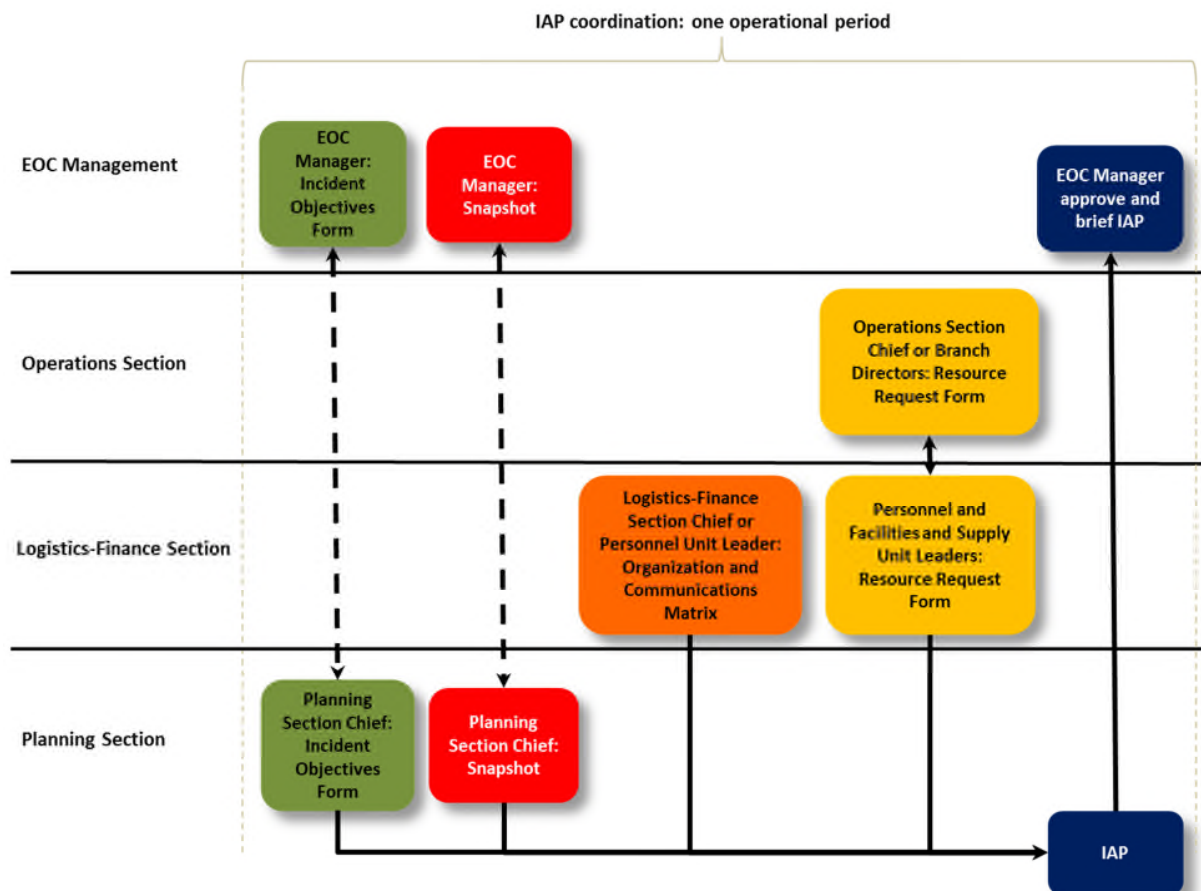 IAP coordination: one operational period
EOC Management
EOC
Manager:
Incident
Objectives
Form
EOC
Manager:
Snapshot
EOC Manager
approve and
brief IAP
Operations Section
Operations Section
Chief or Branch
Directors: Resource
Request Form
Logistics-Finance Section
Logistics-Finance
Section Chief or
Personnel Unit Leader:
Organization and
Communications
Matrix
Personnel and
Facilities and Supply
Unit Leaders:
Resource Request
Form
Planning Section
Planning
Section Chief:
Incident
Objectives
Form
Planning
Section Chief:
Snapshot
IAP